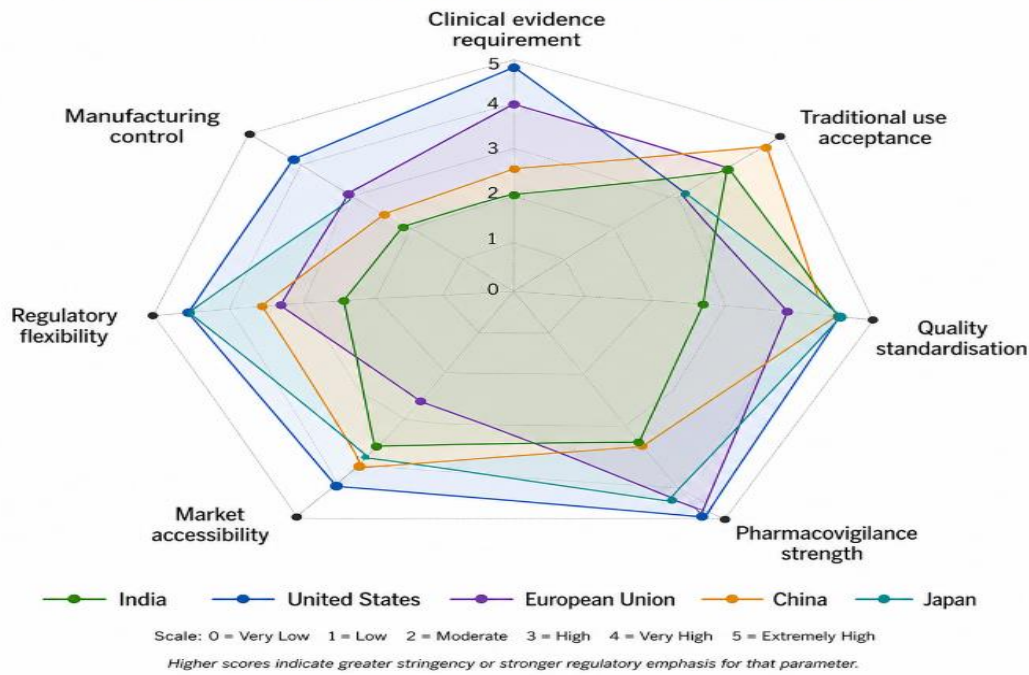 Clinical evidence
requirement
5
4
3
2
1
0
Manufacturing
control
Traditional use
acceptance
Regulatory
flexibility
Quality
standardisation
Market
accessibility
Pharmacovigilance
strength
India United States European Union China Japan
Scale: 0 = Very Low 1 = Low 2 = Moderate 3 = High 4 = Very High 5 = Extremely High
Higher scores indicate greater stringency or stronger regulatory emphasis for that parameter.